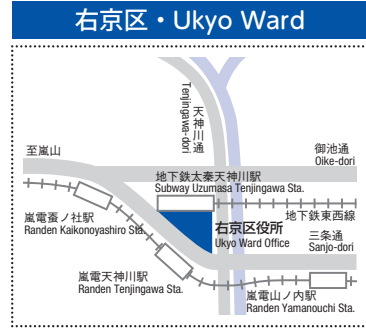 右京区・Ukyo Ward
天神川通
Tenjingawa-dori
至嵐山
御池通
Oike-dori
地下鉄太秦天神川駅
Subway Uzumasa Tenjingawa Sta.
嵐電蚕ノ社駅
Randen Kaikonoyashiro Sta.
地下鉄東西線
右京区役所
Ukyo Ward Office
三条通
Sanjo-dori
嵐電天神川駅
Randen Tenjingawa Sta.
嵐電山ノ内駅
Randen Yamanouchi Sta.